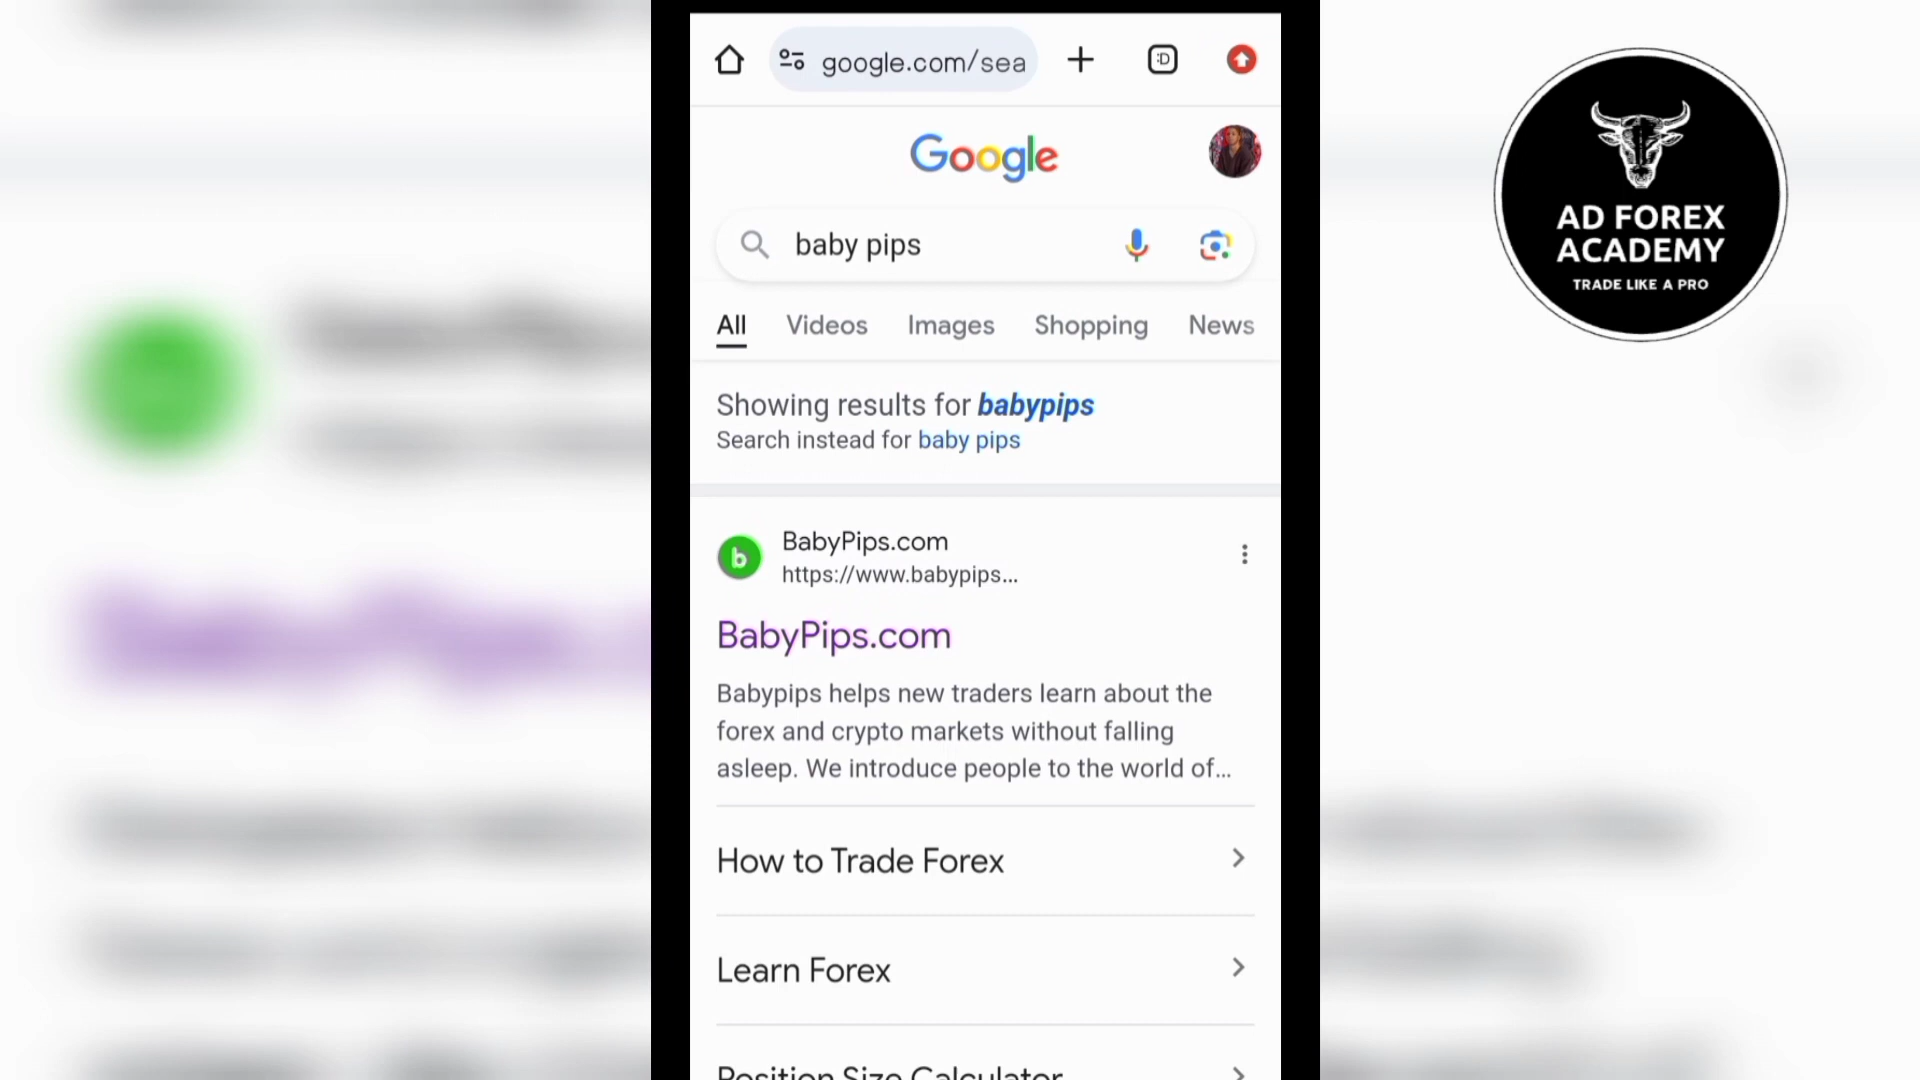 google.com/sea
:D
Google
baby pips
All Videos Images Shopping News
Showing results for babypips
Search instead for baby pips
b
BabyPips.com
https://www.babypips...
BabyPips.com
Babypips helps new traders learn about the
forex and crypto markets without falling
asleep. We introduce people to the world of...
How to Trade Forex
Learn Forex
Position Size Calculator
AD FOREX
ACADEMY
TRADE LIKE A PRO